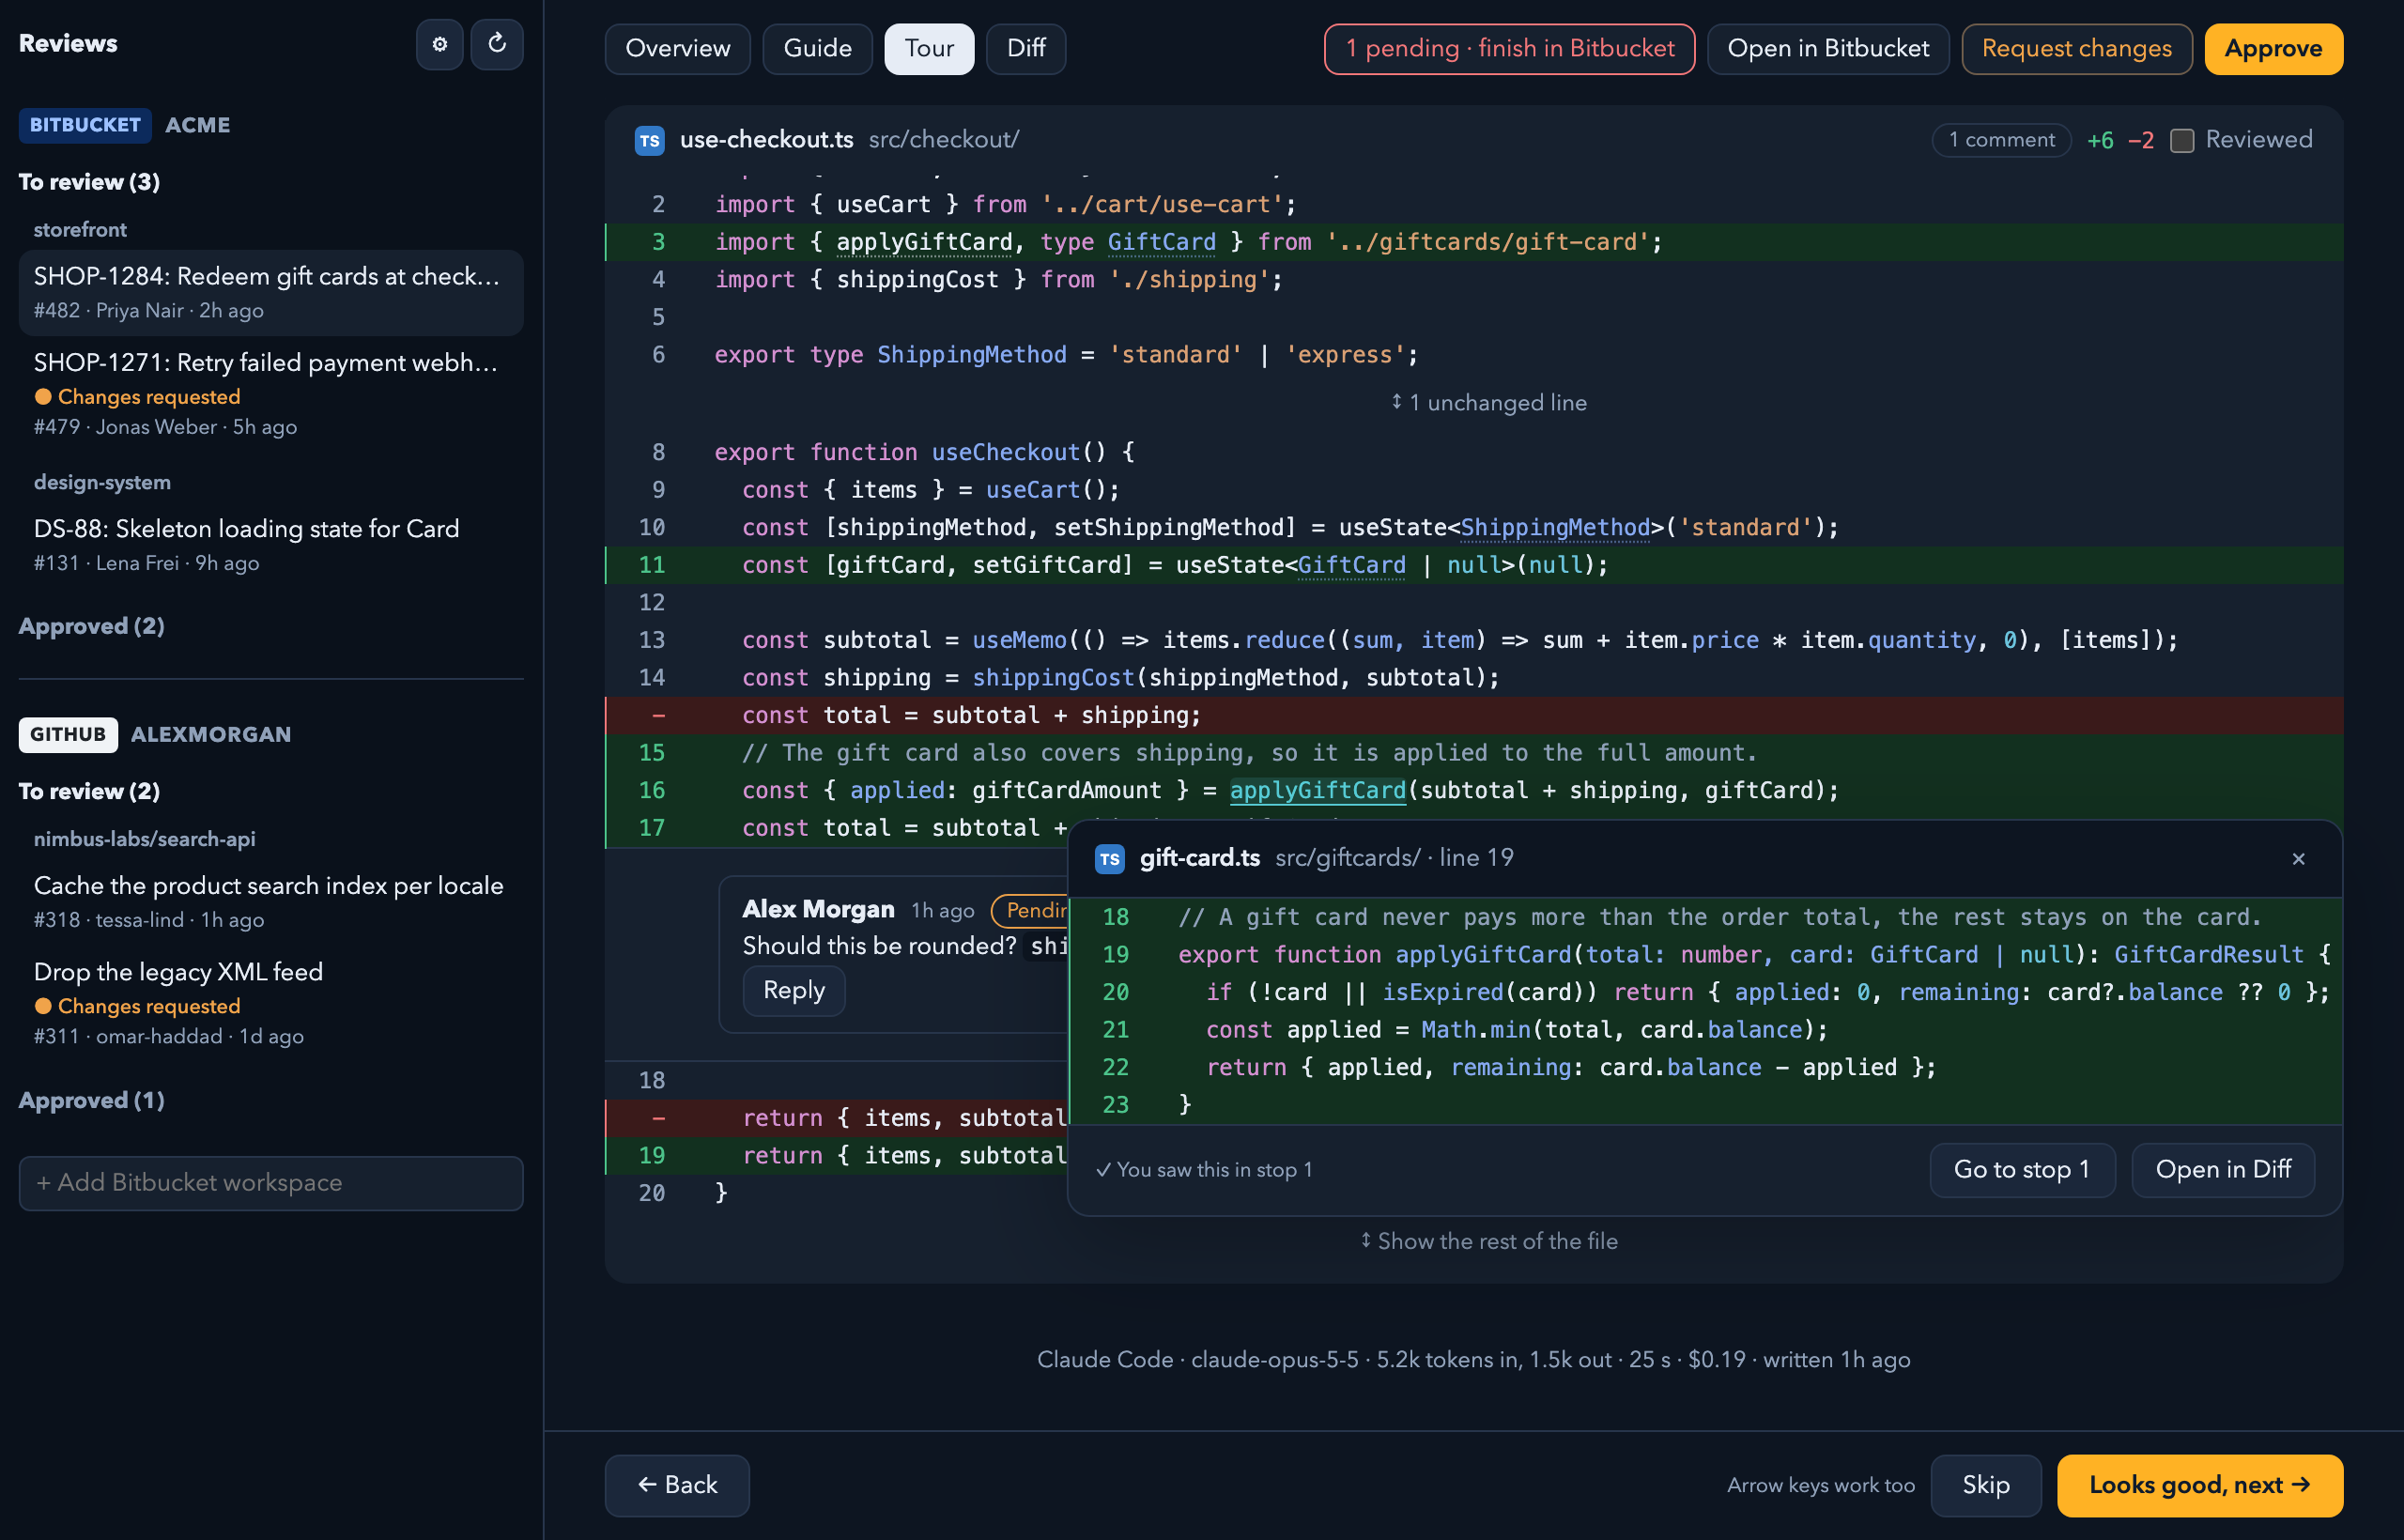 Reviews
⚙ ↻
BITBUCKET ACME
To review (3)
storefront
SHOP-1284: Redeem gift cards at check…
#482 · Priya Nair · 2h ago
SHOP-1271: Retry failed payment webh…
Changes requested
#479 · Jonas Weber · 5h ago
design-system
DS-88: Skeleton loading state for Card
#131 · Lena Frei · 9h ago
Approved (2)
GITHUB ALEXMORGAN
To review (2)
nimbus-labs/search-api
Cache the product search index per locale
#318 · tessa-lind · 1h ago
Drop the legacy XML feed
Changes requested
#311 · omar-haddad · 1d ago
Approved (1)
+ Add Bitbucket workspace
Overview Guide Tour Diff
1 pending · finish in Bitbucket Open in Bitbucket Request changes Approve
TS use-checkout.ts src/checkout/ 1 comment +6 −2 Reviewed
2 import { useCart } from '../cart/use-cart';
3 import { applyGiftCard, type GiftCard } from '../giftcards/gift-card';
4 import { shippingCost } from './shipping';
5
6 export type ShippingMethod = 'standard' | 'express';
↕ 1 unchanged line
8 export function useCheckout() {
9 const { items } = useCart();
10 const [shippingMethod, setShippingMethod] = useState<ShippingMethod>('standard');
11 const [giftCard, setGiftCard] = useState<GiftCard | null>(null);
12
13 const subtotal = useMemo(() => items.reduce((sum, item) => sum + item.price * item.quantity, 0), [items]);
14 const shipping = shippingCost(shippingMethod, subtotal);
− const total = subtotal + shipping;
15 // The gift card also covers shipping, so it is applied to the full amount.
16 const { applied: giftCardAmount } = applyGiftCard(subtotal + shipping, giftCard);
17 const total = subtotal +
Alex Morgan 1h ago
Should this be rounded?
Reply
18
− return { items, subtotal
19 return { items, subtotal
20 }
TS gift-card.ts src/giftcards/ · line 19 ×
18 // A gift card never pays more than the order total, the rest stays on the card.
19 export function applyGiftCard(total: number, card: GiftCard | null): GiftCardResult {
20 if (!card || isExpired(card)) return { applied: 0, remaining: card?.balance ?? 0 };
21 const applied = Math.min(total, card.balance);
22 return { applied, remaining: card.balance - applied };
23 }
✓ You saw this in stop 1 Go to stop 1 Open in Diff
↕ Show the rest of the file
Claude Code · claude-opus-5-5 · 5.2k tokens in, 1.5k out · 25 s · $0.19 · written 1h ago
← Back Arrow keys work too Skip Looks good, next →